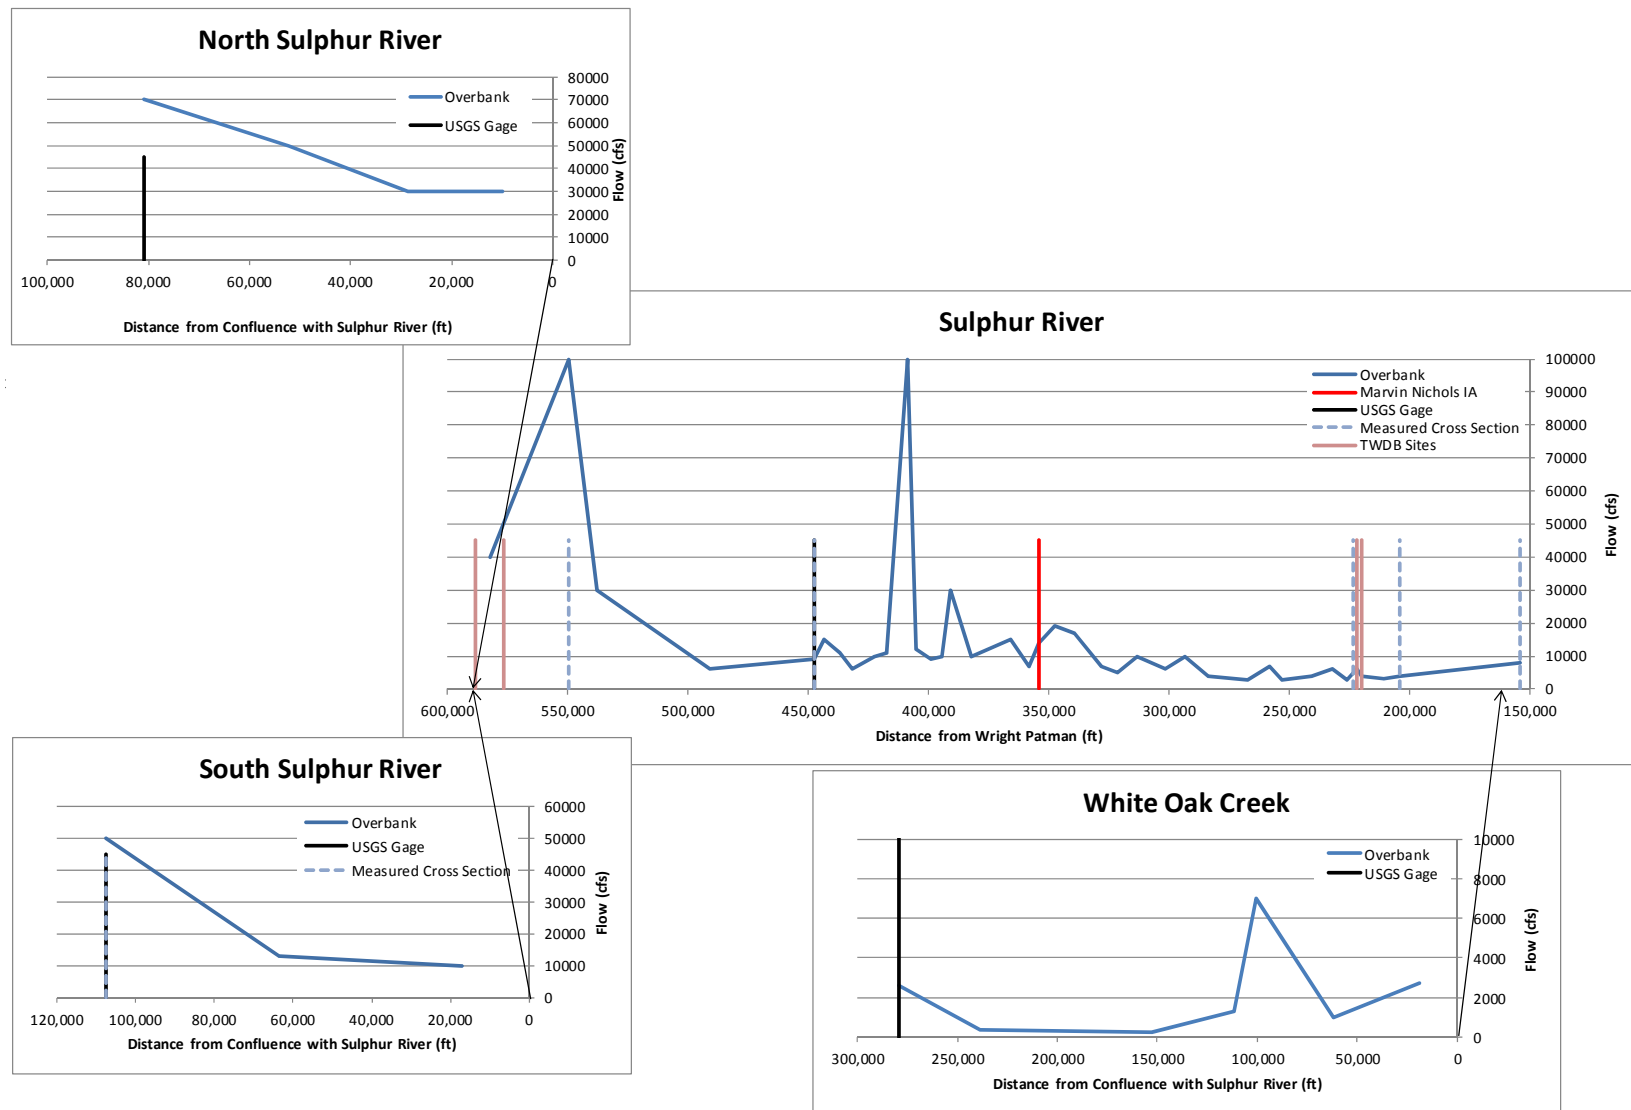 North Sulphur River
80000
70000
60000
50000
40000
30000
20000
10000
0
Flow (cfs)
Overbank
USGS Gage
100,000 80,000 60,000 40,000 20,000 0
Distance from Confluence with Sulphur River (ft)
Sulphur River
100000
90000
80000
70000
60000
50000
40000
30000
20000
10000
0
Flow (cfs)
Overbank
Marvin Nichols IA
USGS Gage
Measured Cross Section
TWDB Sites
600,000 550,000 500,000 450,000 400,000 350,000 300,000 250,000 200,000 150,000
Distance from Wright Patman (ft)
South Sulphur River
60000
50000
40000
30000
20000
10000
0
Flow (cfs)
Overbank
USGS Gage
Measured Cross Section
120,000 100,000 80,000 60,000 40,000 20,000 0
Distance from Confluence with Sulphur River (ft)
White Oak Creek
10000
8000
6000
4000
2000
0
Flow (cfs)
Overbank
USGS Gage
300,000 250,000 200,000 150,000 100,000 50,000 0
Distance from Confluence with Sulphur River (ft)